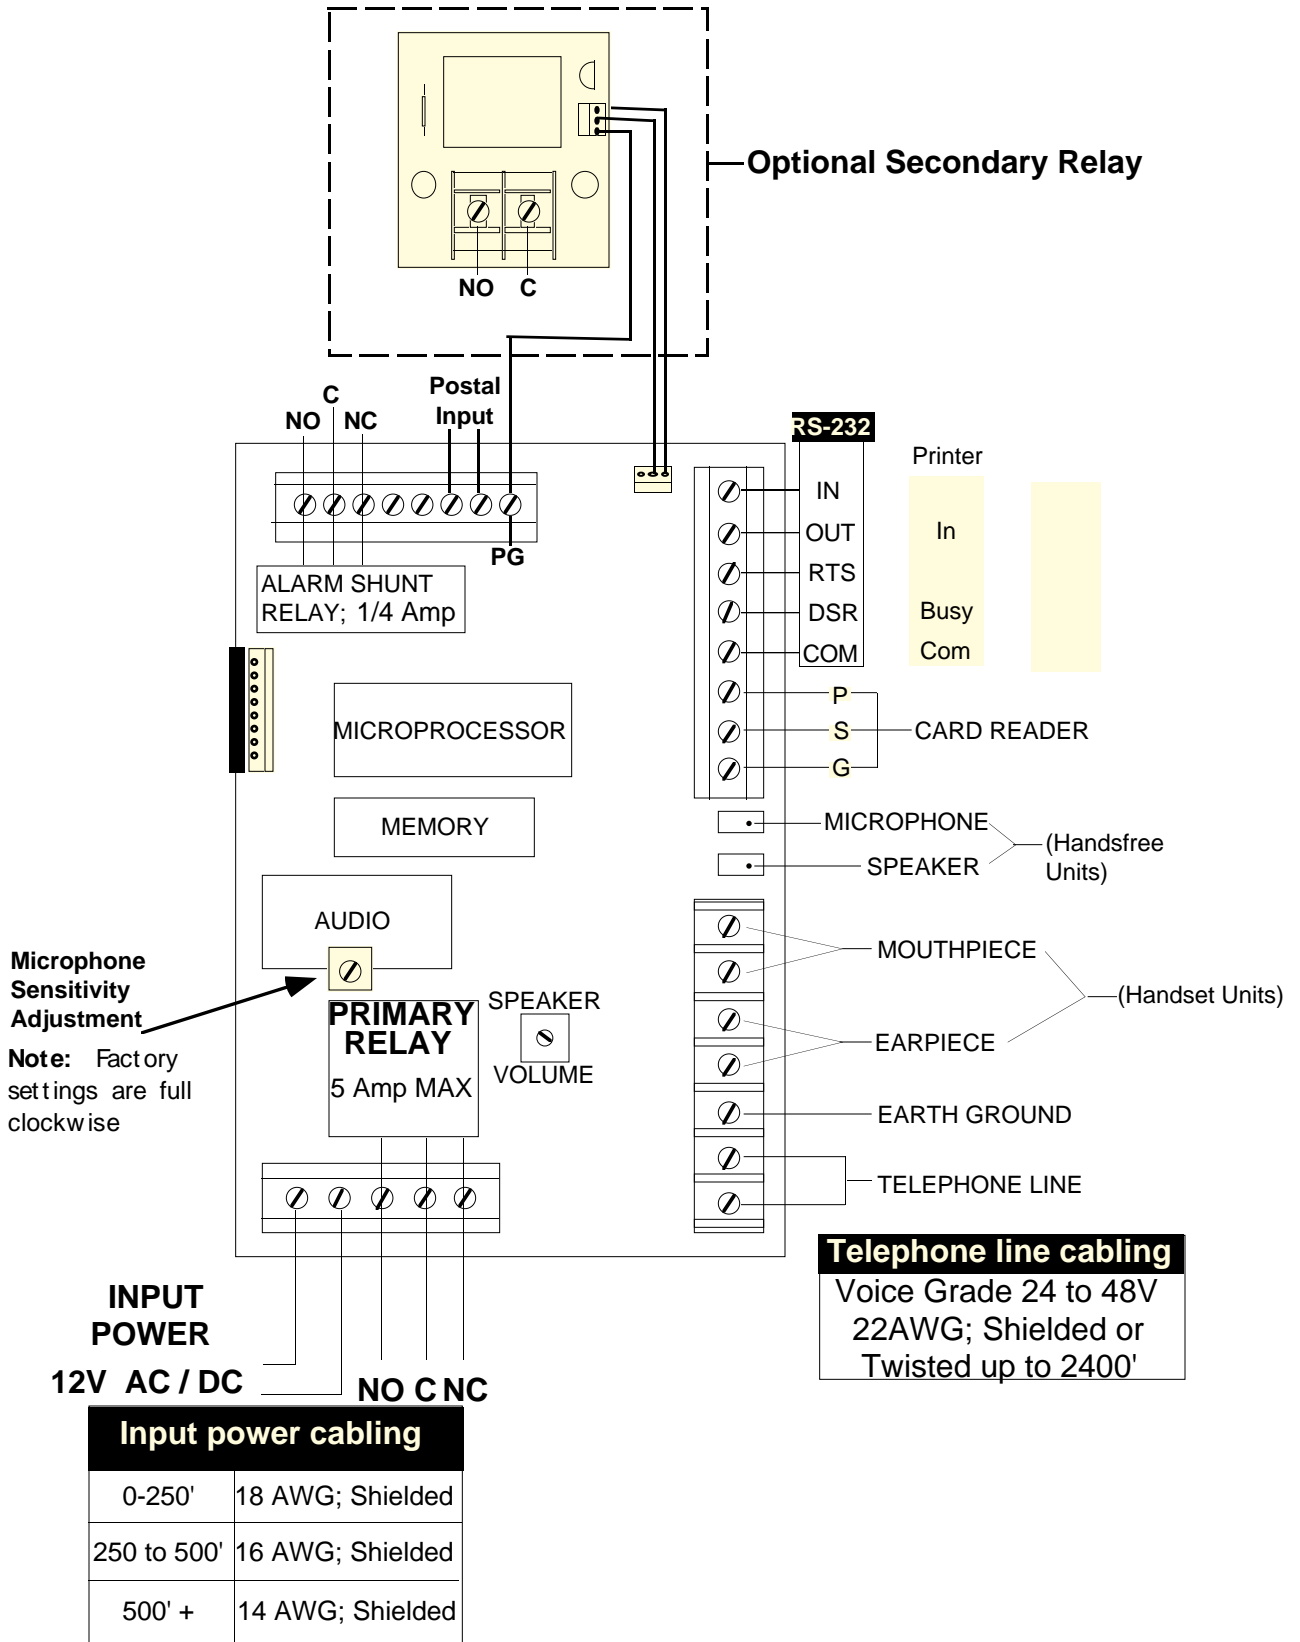 Optional Secondary Relay
NO C
Postal
Input
C
NO NC
PG
ALARM SHUNT
RELAY; 1/4 Amp
RS-232
Printer
IN
OUT In
RTS
DSR Busy
COM Com
P
S CARD READER
G
MICROPROCESSOR
MEMORY
MICROPHONE
SPEAKER
(Handsfree
Units)
AUDIO
MOUTHPIECE
EARPIECE
(Handset Units)
EARTH GROUND
TELEPHONE LINE
Microphone
Sensitivity
Adjustment
Note: Factory
settings are full
clockwise
PRIMARY
RELAY
5 Amp MAX
SPEAKER
VOLUME
INPUT
POWER
12V AC / DC
NO C NC
Telephone line cabling
Voice Grade 24 to 48V
22AWG; Shielded or
Twisted up to 2400'
Input power cabling
0-250' 18 AWG; Shielded
250 to 500' 16 AWG; Shielded
500' + 14 AWG; Shielded